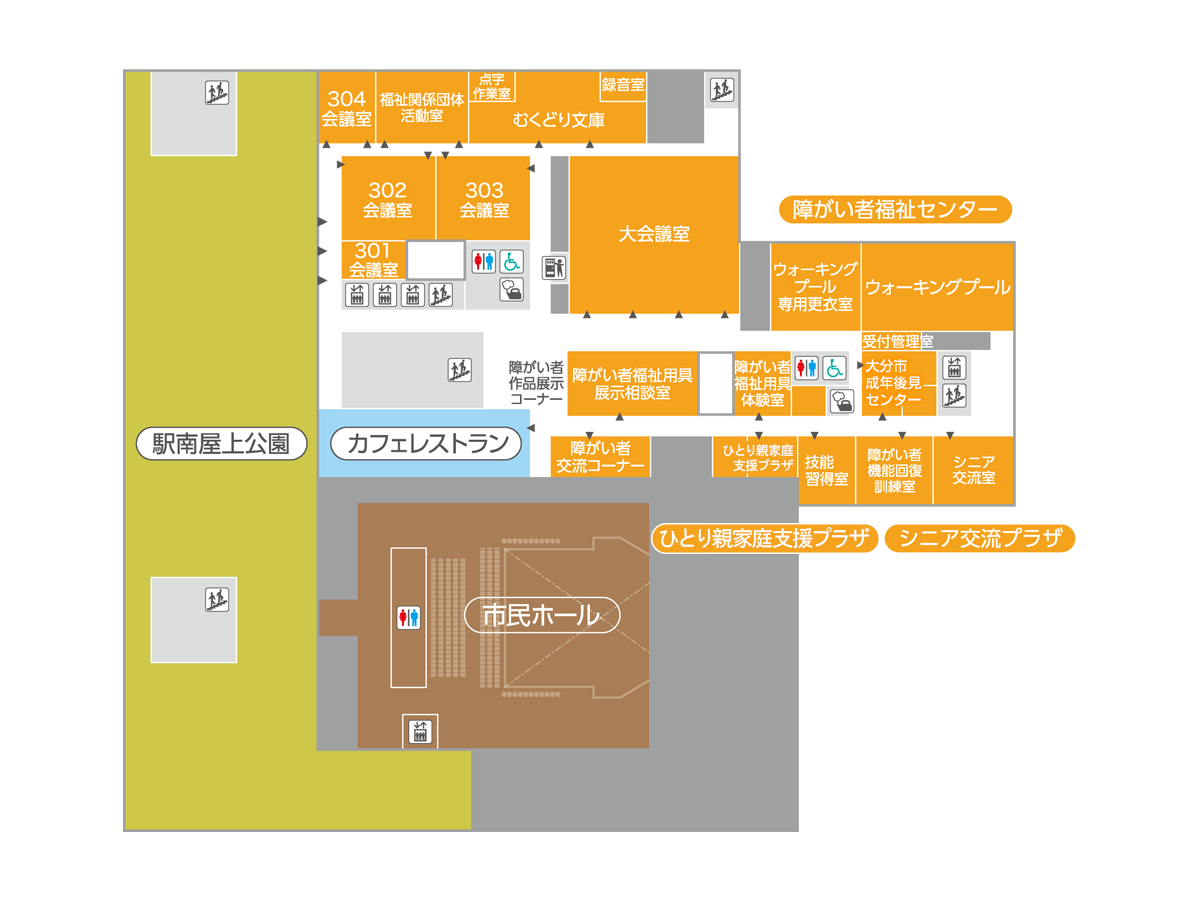 304
会議室
福祉関係団体
活動室
点字
作業室
録音室
むくどり文庫
302
会議室
303
会議室
大会議室
障がい者福祉センター
301
会議室
ウォーキング
プール
専用更衣室
ウォーキングプール
受付管理室
障がい者
作品展示
コーナー
障がい者福祉用具
展示相談室
障がい者
福祉用具
体験室
大分市
成年後見
センター
駅南屋上公園
カフェレストラン
障がい者
交流コーナー
ひとり親家庭
支援プラザ
技能
習得室
障がい者
機能回復
訓練室
シニア
交流室
ひとり親家庭支援プラザ
シニア交流プラザ
市民ホール